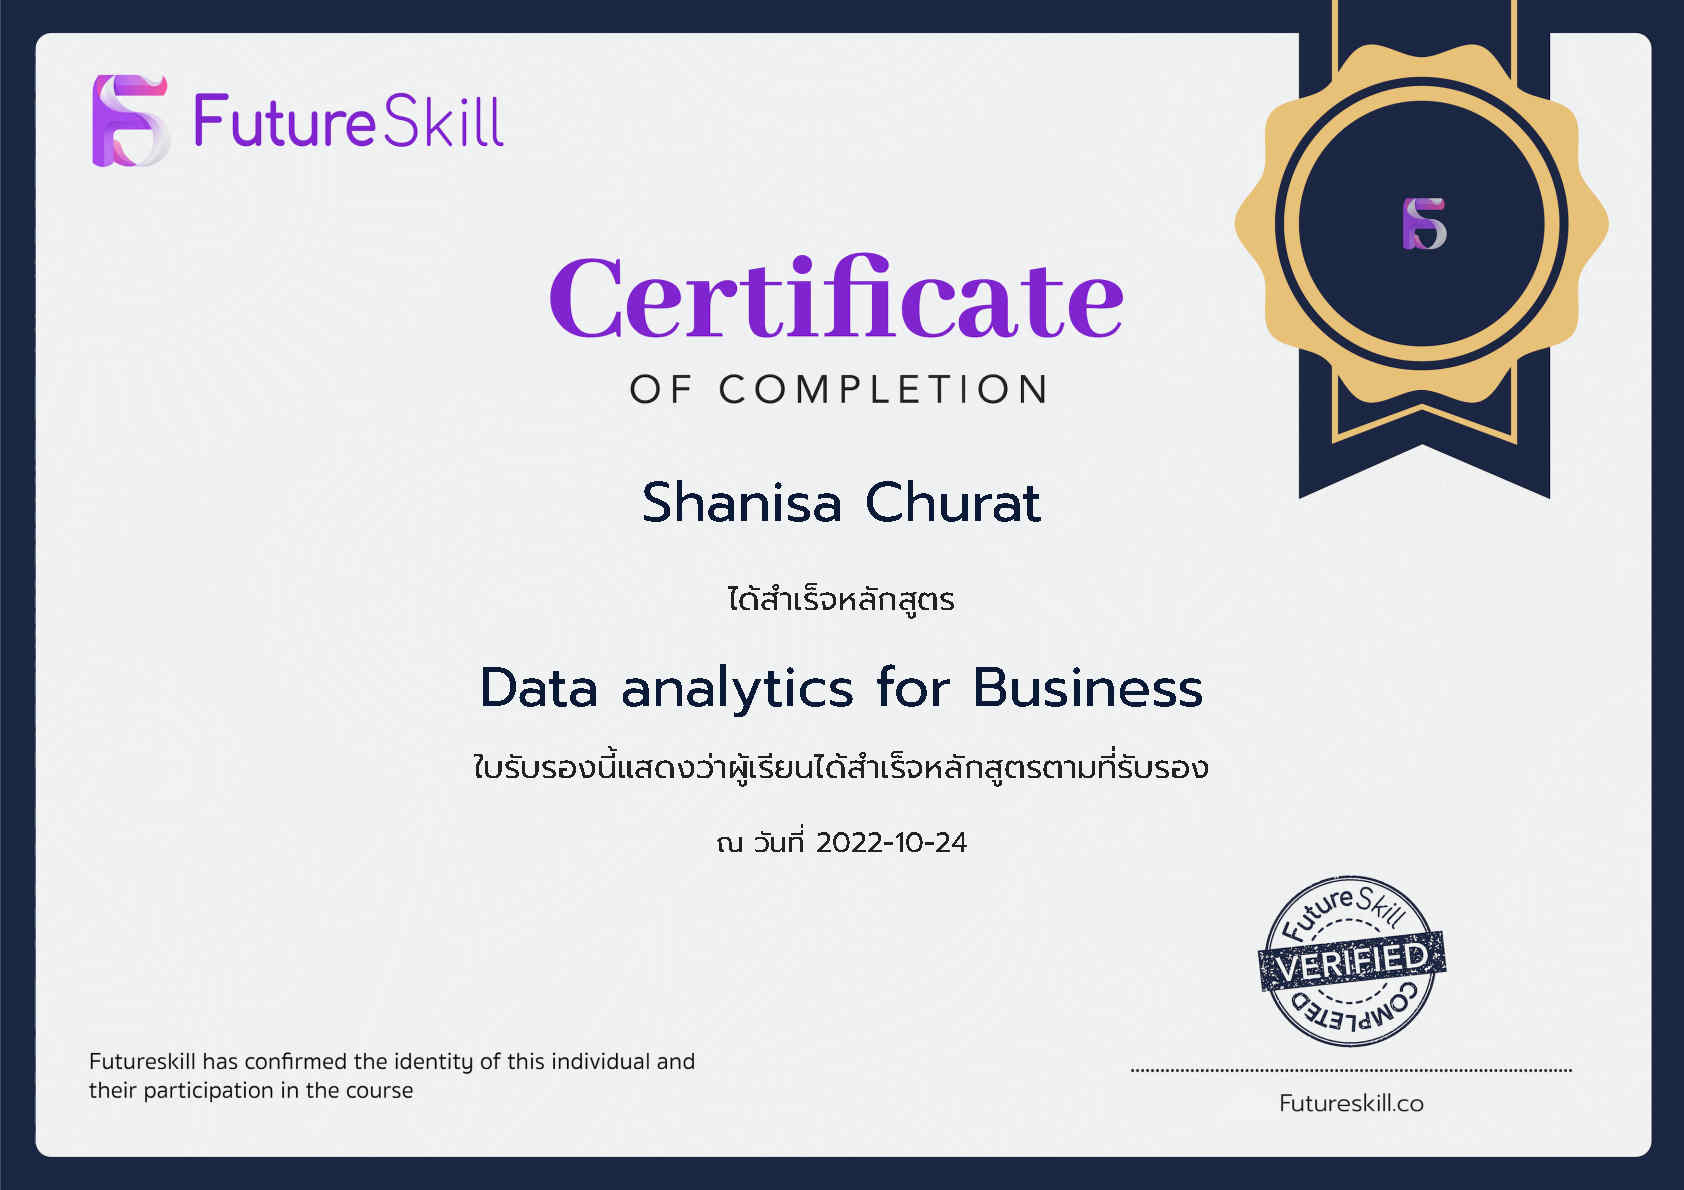 FutureSkill
Certificate
OF COMPLETION
Shanisa Churat
ได้สำเร็จหลักสูตร
Data analytics for Business
ใบรับรองนี้แสดงว่าผู้เรียนได้สำเร็จหลักสูตรตามที่รับรอง
ณ วันที่ 2022-10-24
FutureSkill
VERIFIED
COMPLETED
Futureskill has confirmed the identity of this individual and
their participation in the course
Futureskill.co